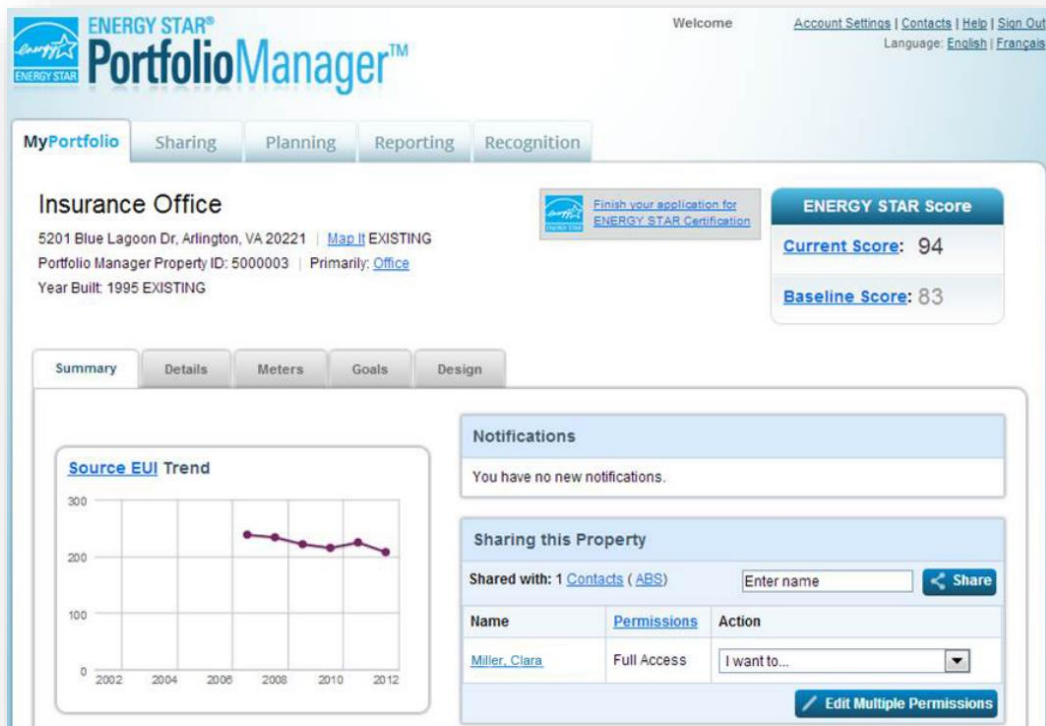 ENERGY STAR®
PortfolioManager™
ENERGY STAR
Welcome
Account Settings | Contacts | Help | Sign Out
Language: English | Français
MyPortfolio
Sharing
Planning
Reporting
Recognition
Insurance Office
5201 Blue Lagoon Dr, Arlington, VA 20221 | Map It EXISTING
Portfolio Manager Property ID: 5000003 | Primarily: Office
Year Built: 1995 EXISTING
Finish your application for
ENERGY STAR Certification
ENERGY STAR Score
Current Score: 94
Baseline Score: 83
Summary
Details
Meters
Goals
Design
Source EUI Trend
300
200
100
0
2002 2004 2006 2008 2010 2012
Notifications
You have no new notifications.
Sharing this Property
Shared with: 1 Contacts ( ABS)
Enter name
Share
Name Permissions Action
Miller, Clara Full Access I want to...
Edit Multiple Permissions